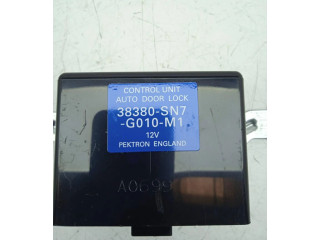 CONTROL UNIT
AUTO DOOR LOCK
38380-SN7
-G010-M1
12V
PEKTRON ENGLAND